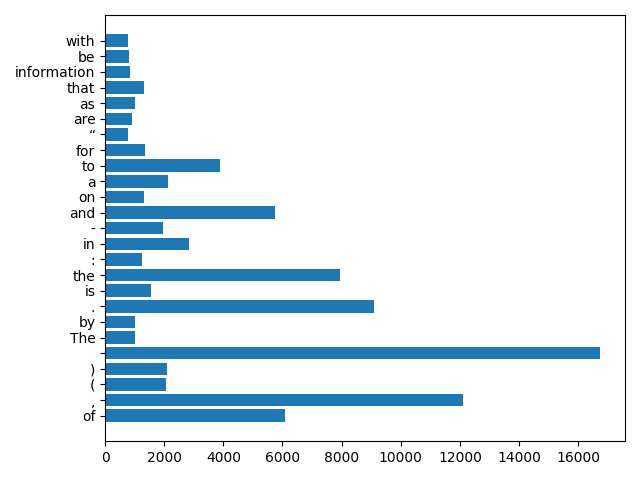 with
be
information
that
as
are
“
for
to
a
on
and
-
in
:
the
is
.
by
The
)
(
,
of
0 2000 4000 6000 8000 10000 12000 14000 16000